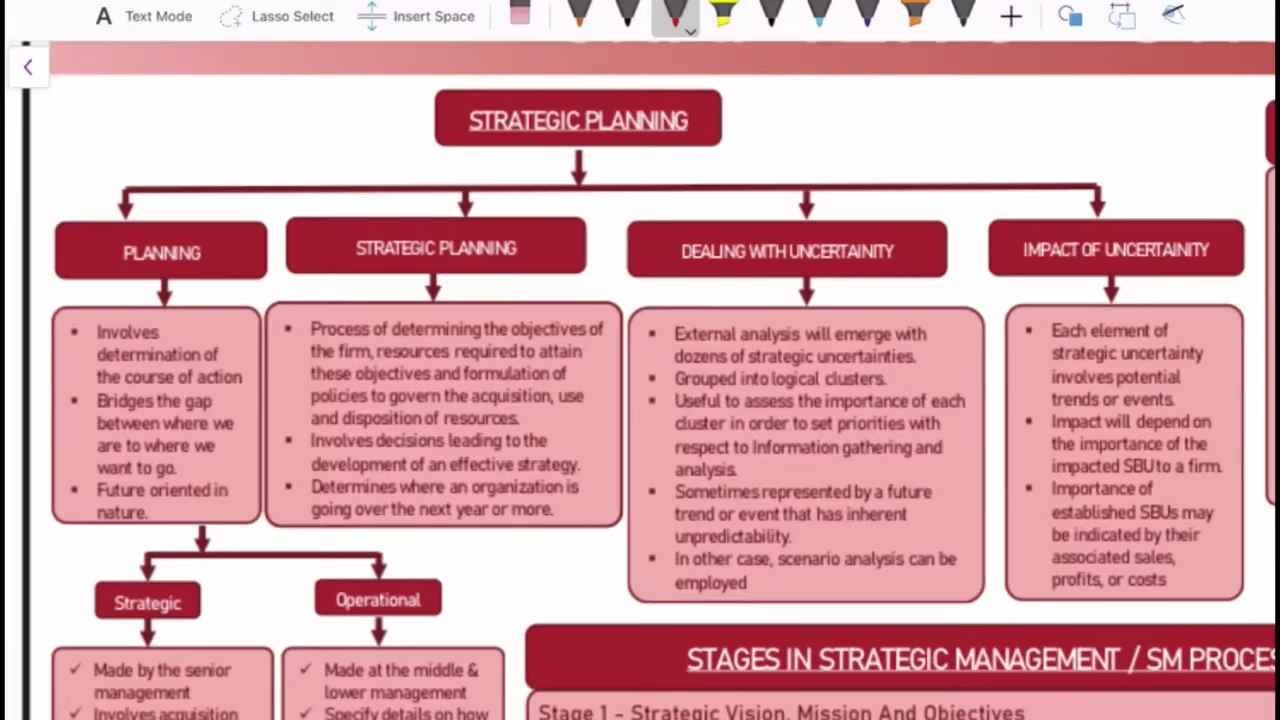 A Text Mode Lasso Select Insert Space
STRATEGIC PLANNING
PLANNING
STRATEGIC PLANNING
DEALING WITH UNCERTAINITY
IMPACT OF UNCERTAINITY
▪ Involves
determination of
the course of action
▪ Bridges the gap
between where we
are to where we
want to go.
▪ Future oriented in
nature.
▪ Process of determining the objectives of
the firm, resources required to attain
these objectives and formulation of
policies to govern the acquisition, use
and disposition of resources.
▪ Involves decisions leading to the
development of an effective strategy.
▪ Determines where an organization is
going over the next year or more.
▪ External analysis will emerge with
dozens of strategic uncertainties.
▪ Grouped into logical clusters.
▪ Useful to assess the importance of each
cluster in order to set priorities with
respect to Information gathering and
analysis.
▪ Sometimes represented by a future
trend or event that has inherent
unpredictability.
▪ In other case, scenario analysis can be
employed
▪ Each element of
strategic uncertainty
involves potential
trends or events.
▪ Impact will depend on
the importance of the
impacted SBU to a firm.
▪ Importance of
established SBUs may
be indicated by their
associated sales,
profits, or costs
Strategic
Operational
✓ Made by the senior
management
✓ Involves acquisition
✓ Made at the middle &
lower management
✓ Specify details on how
STAGES IN STRATEGIC MANAGEMENT / SM PROCES
Stage 1 – Strategic Vision, Mission And Objectives